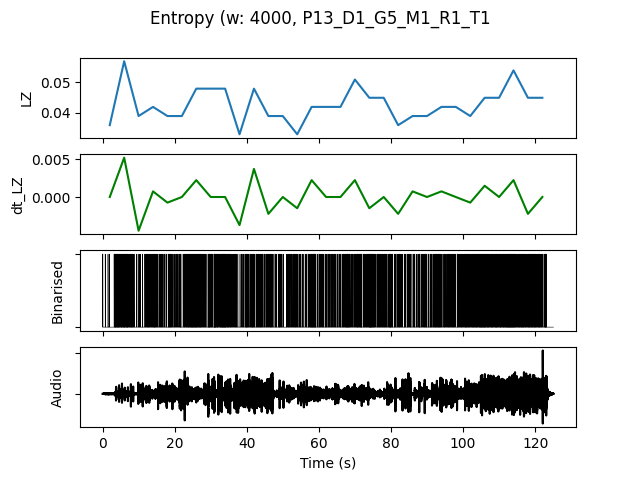 Entropy (w: 4000, P13_D1_G5_M1_R1_T1
0.05
0.04
LZ
0.005
0.000
dt_LZ
Binarised
Audio
0 20 40 60 80 100 120
Time (s)